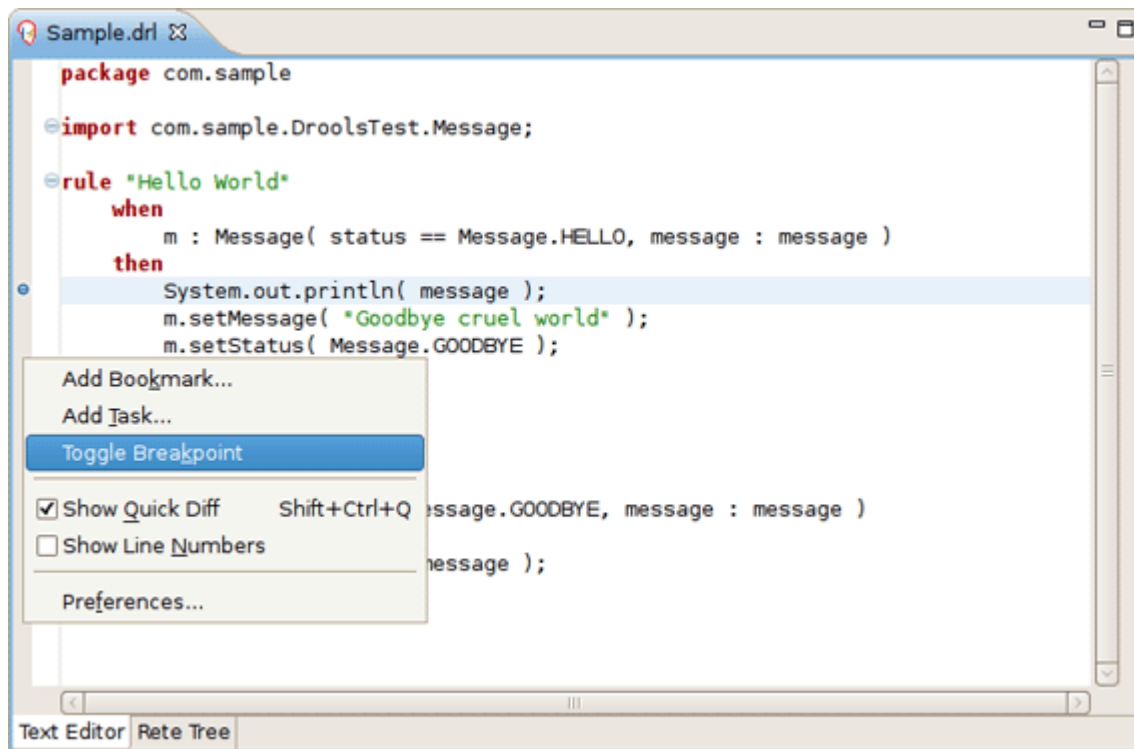 Sample.drl
package com.sample
import com.sample.DroolsTest.Message;
rule "Hello World"
when
m : Message( status == Message.HELLO, message : message )
then
System.out.println( message );
m.setMessage( "Goodbye cruel world" );
m.setStatus( Message.GOODBYE );
Add Bookmark...
Add Task...
Toggle Breakpoint
Show Quick Diff Shift+Ctrl+Q
essage.GOODBYE, message : message )
Show Line Numbers
message );
Preferences...
Text Editor Rete Tree